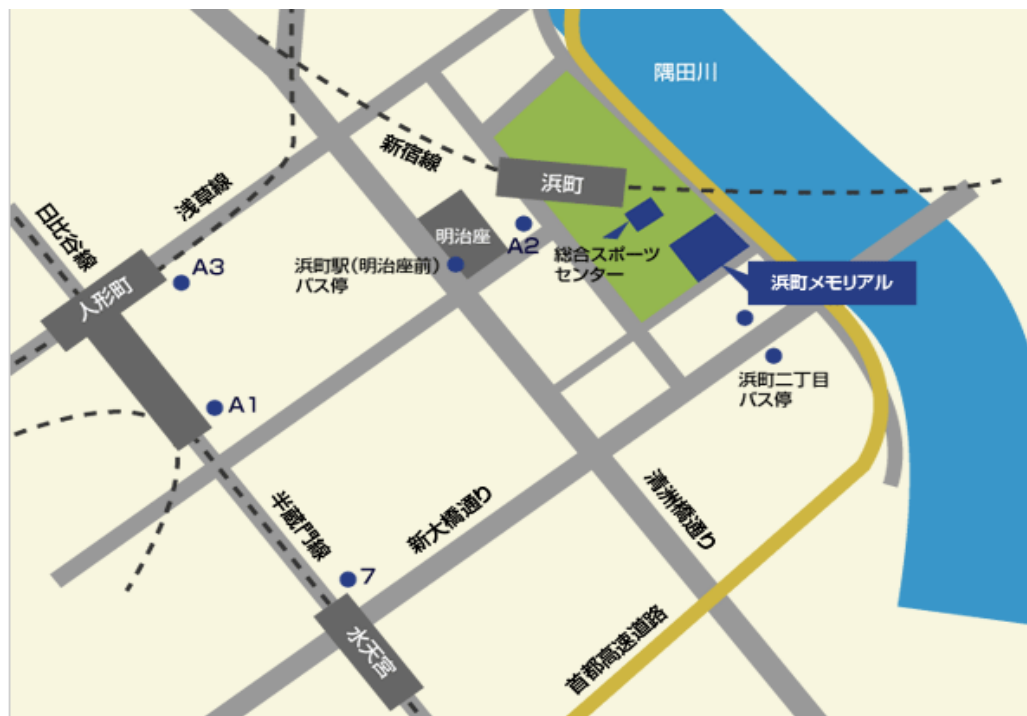 隅田川
新宿線
浜町
浅草線
日比谷線
明治座
A2
総合スポーツ
センター
浜町駅(明治座前)
バス停
A3
人形町
浜町メモリアル
浜町二丁目
バス停
A1
半蔵門線
新大橋通り
清洲橋通り
7
水天宮
首都高速道路